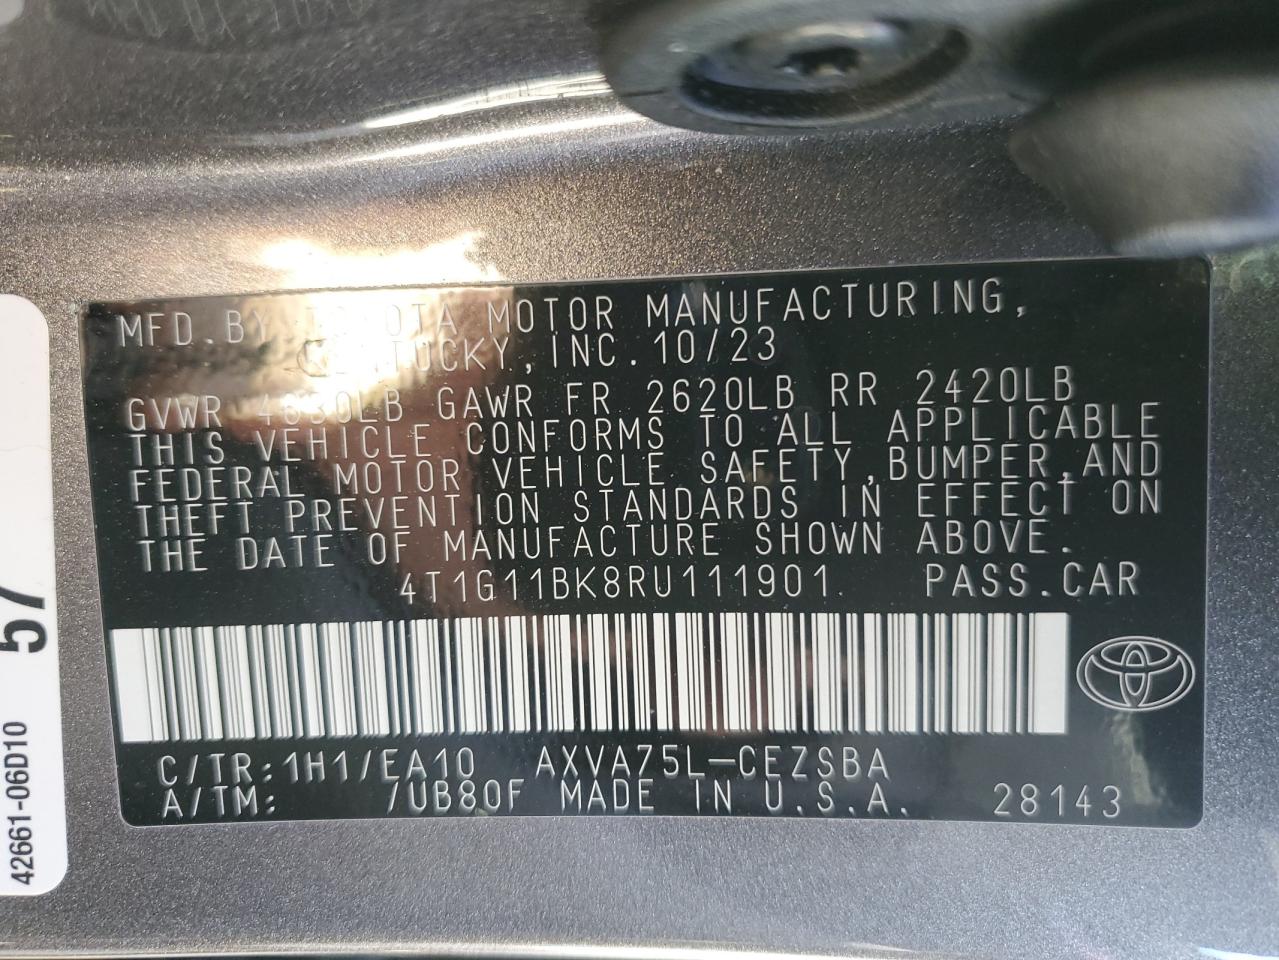 MFD. BY TOYOTA MOTOR MANUFACTURING,
KENTUCKY, INC. 10/23
GVWR 4630LB GAWR FR 2620LB RR 2420LB
THIS VEHICLE CONFORMS TO ALL APPLICABLE
FEDERAL MOTOR VEHICLE SAFETY, BUMPER, AND
THEFT PREVENTION STANDARDS IN EFFECT ON
THE DATE OF MANUFACTURE SHOWN ABOVE.
4T1G11BK8RU111901 PASS. CAR
C/TR: 1H1/EA10 AXVA75L-CEZSBA
A/TM: /UB80F MADE IN U.S.A. 28143
57
42661-06D10